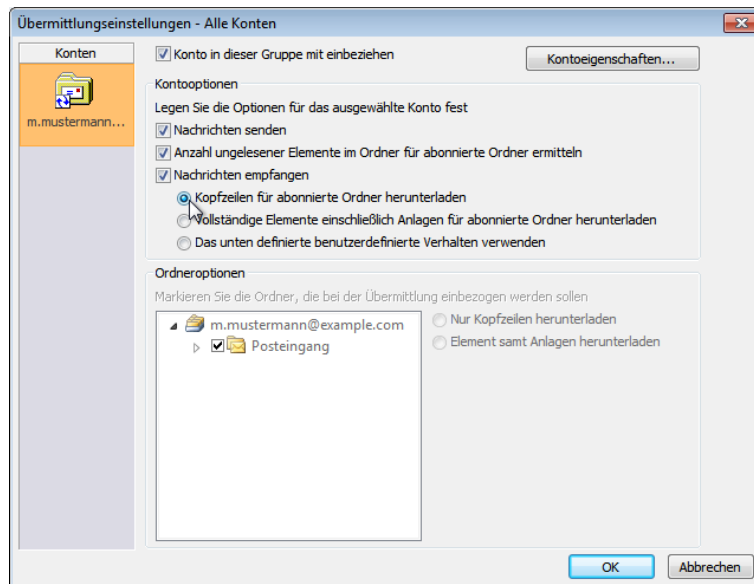 Übermittlungseinstellungen - Alle Konten
Konten
m.mustermann...
Konto in dieser Gruppe mit einbeziehen
Kontoeigenschaften...
Kontooptionen
Legen Sie die Optionen für das ausgewählte Konto fest
Nachrichten senden
Anzahl ungelesener Elemente im Ordner für abonnierte Ordner ermitteln
Nachrichten empfangen
Kopfzeilen für abonnierte Ordner herunterladen
Vollständige Elemente einschließlich Anlagen für abonnierte Ordner herunterladen
Das unten definierte benutzerdefinierte Verhalten verwenden
Ordneroptionen
Markieren Sie die Ordner, die bei der Übermittlung einbezogen werden sollen
m.mustermann@example.com
Posteingang
Nur Kopfzeilen herunterladen
Element samt Anlagen herunterladen
OK
Abbrechen